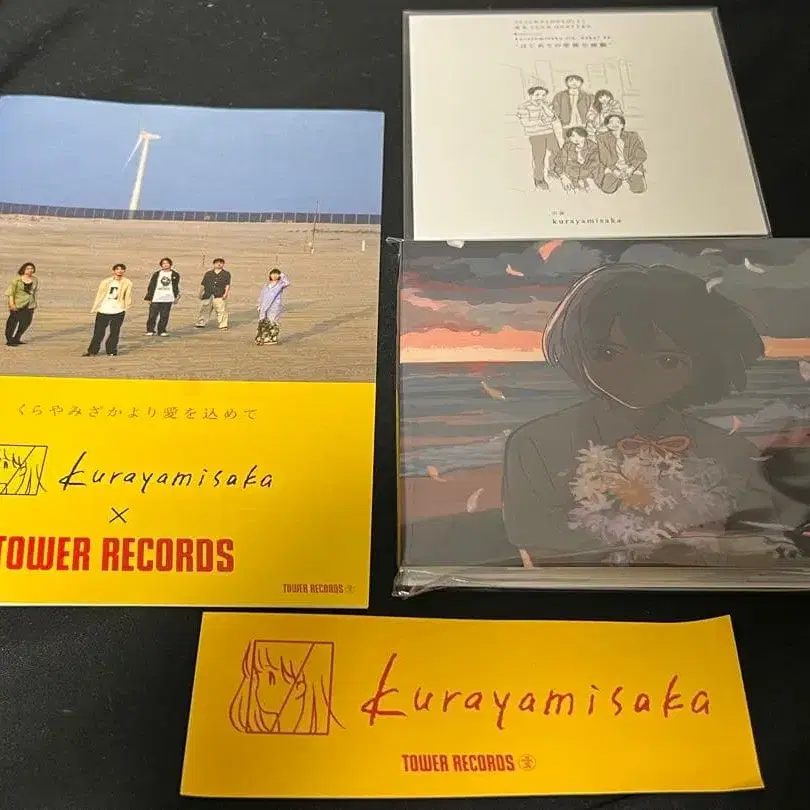 くらやみざかより愛を込めて
kurayamisaka
×
TOWER RECORDS
TOWER RECORDS
kurayamisaka
kurayamisaka
TOWER RECORDS